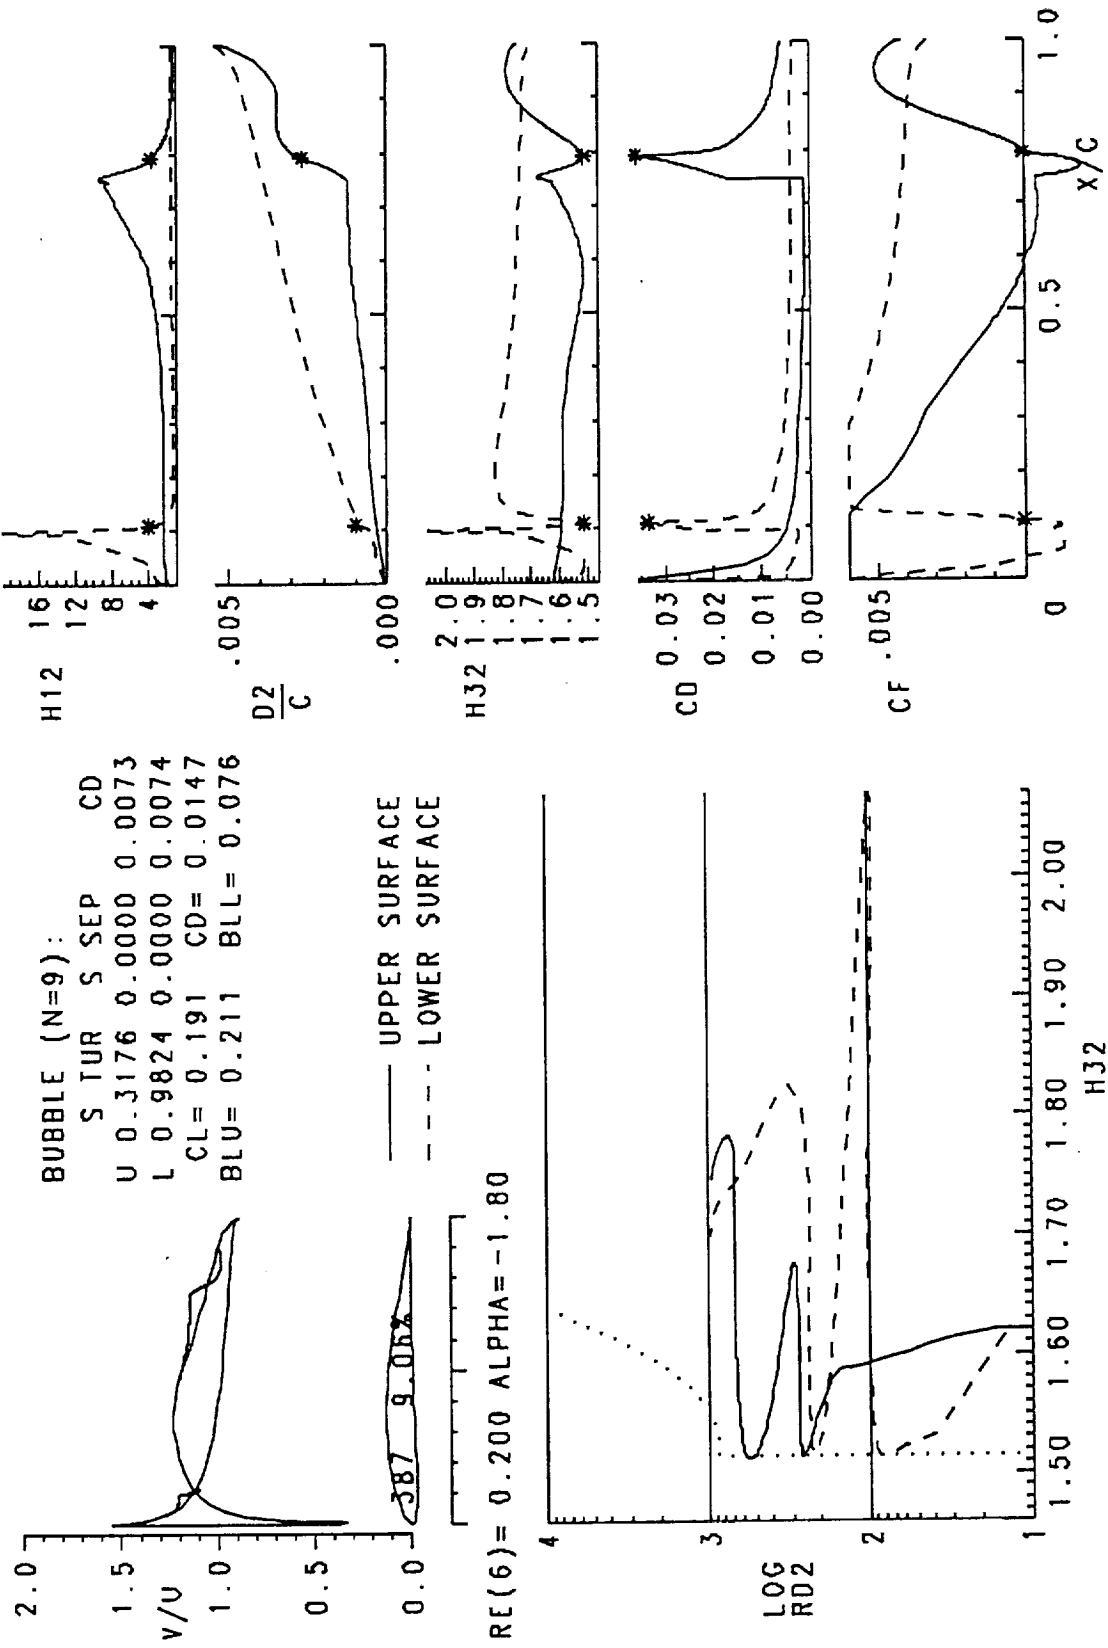 2.0
1.5
V/U
1.0
0.5
0.0
BUBBLE (N=9):
S TUR S SEP CD
U 0.3176 0.0000 0.0073
L 0.9824 0.0000 0.0074
CL= 0.191 CD= 0.0147
BLU= 0.211 BLL= 0.076
387 9.06%
UPPER SURFACE
LOWER SURFACE
RE(6)= 0.200 ALPHA=-1.80
4
3
LOG
RD2
2
1
1.50 1.60 1.70 1.80 1.90 2.00
H32
H12
16
12
8
4
D2
C
.005
.000
H32
2.0
1.9
1.8
1.7
1.6
1.5
CD
0.03
0.02
0.01
0.00
CF
.005
0 0.5 X/C 1.0